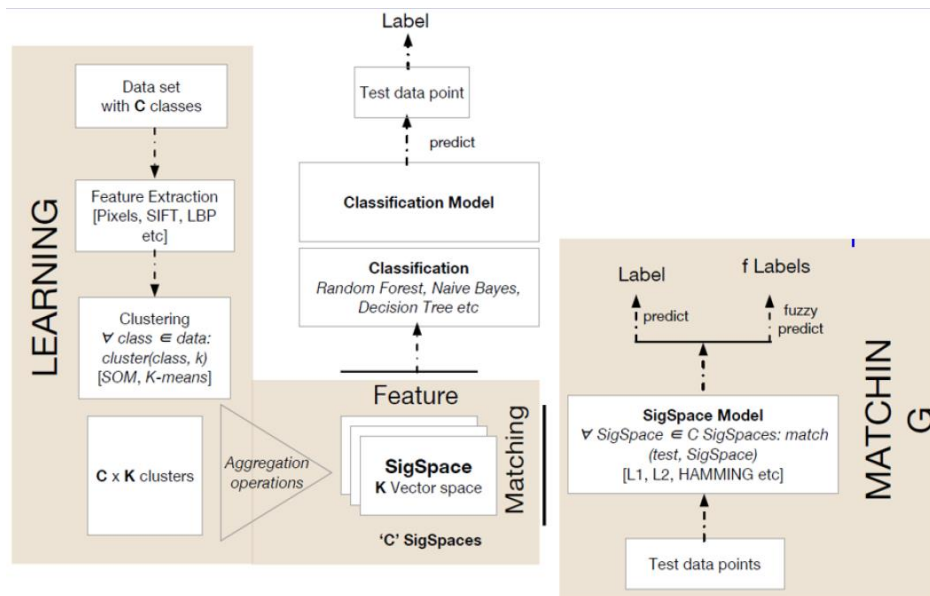 LEARNING
Data set
with C classes
Feature Extraction
[Pixels, SIFT, LBP
etc]
Clustering
∀ class ∈ data:
cluster(class, k)
[SOM, K-means]
C x K clusters
Aggregation
operations
Label
Test data point
predict
Classification Model
Classification
Random Forest, Naive Bayes,
Decision Tree etc
Feature
SigSpace
K Vector space
'C' SigSpaces
Matching
Label
f Labels
predict
fuzzy
predict
SigSpace Model
∀ SigSpace ∈ C SigSpaces: match
(test, SigSpace)
[L1, L2, HAMMING etc]
Test data points
MATCHIN
G